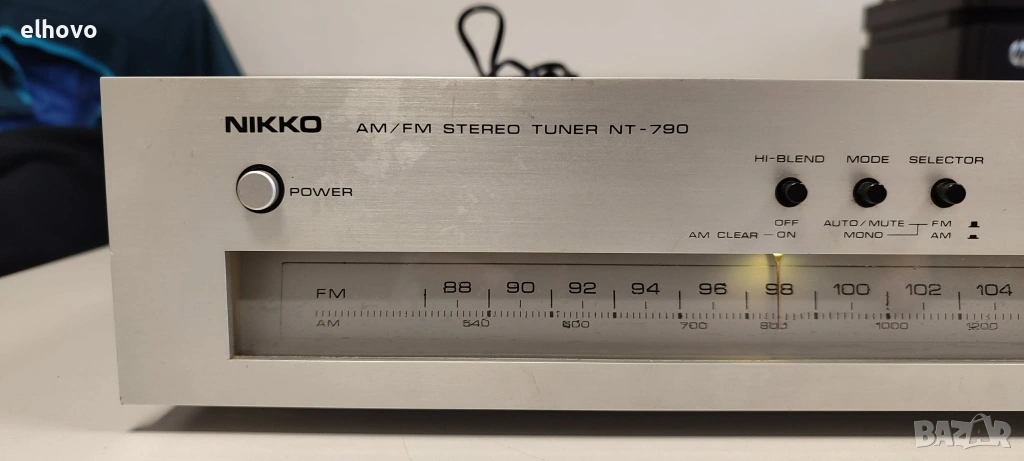 elhovo
NIKKO AM/FM STEREO TUNER NT-790
HI-BLEND MODE SELECTOR
POWER
OFF AUTO/MUTE FM
AM CLEAR ON MONO AM
FM 88 90 92 94 96 98 100 102 104
AM 540 600 700 800 1000 1200
BAZAR